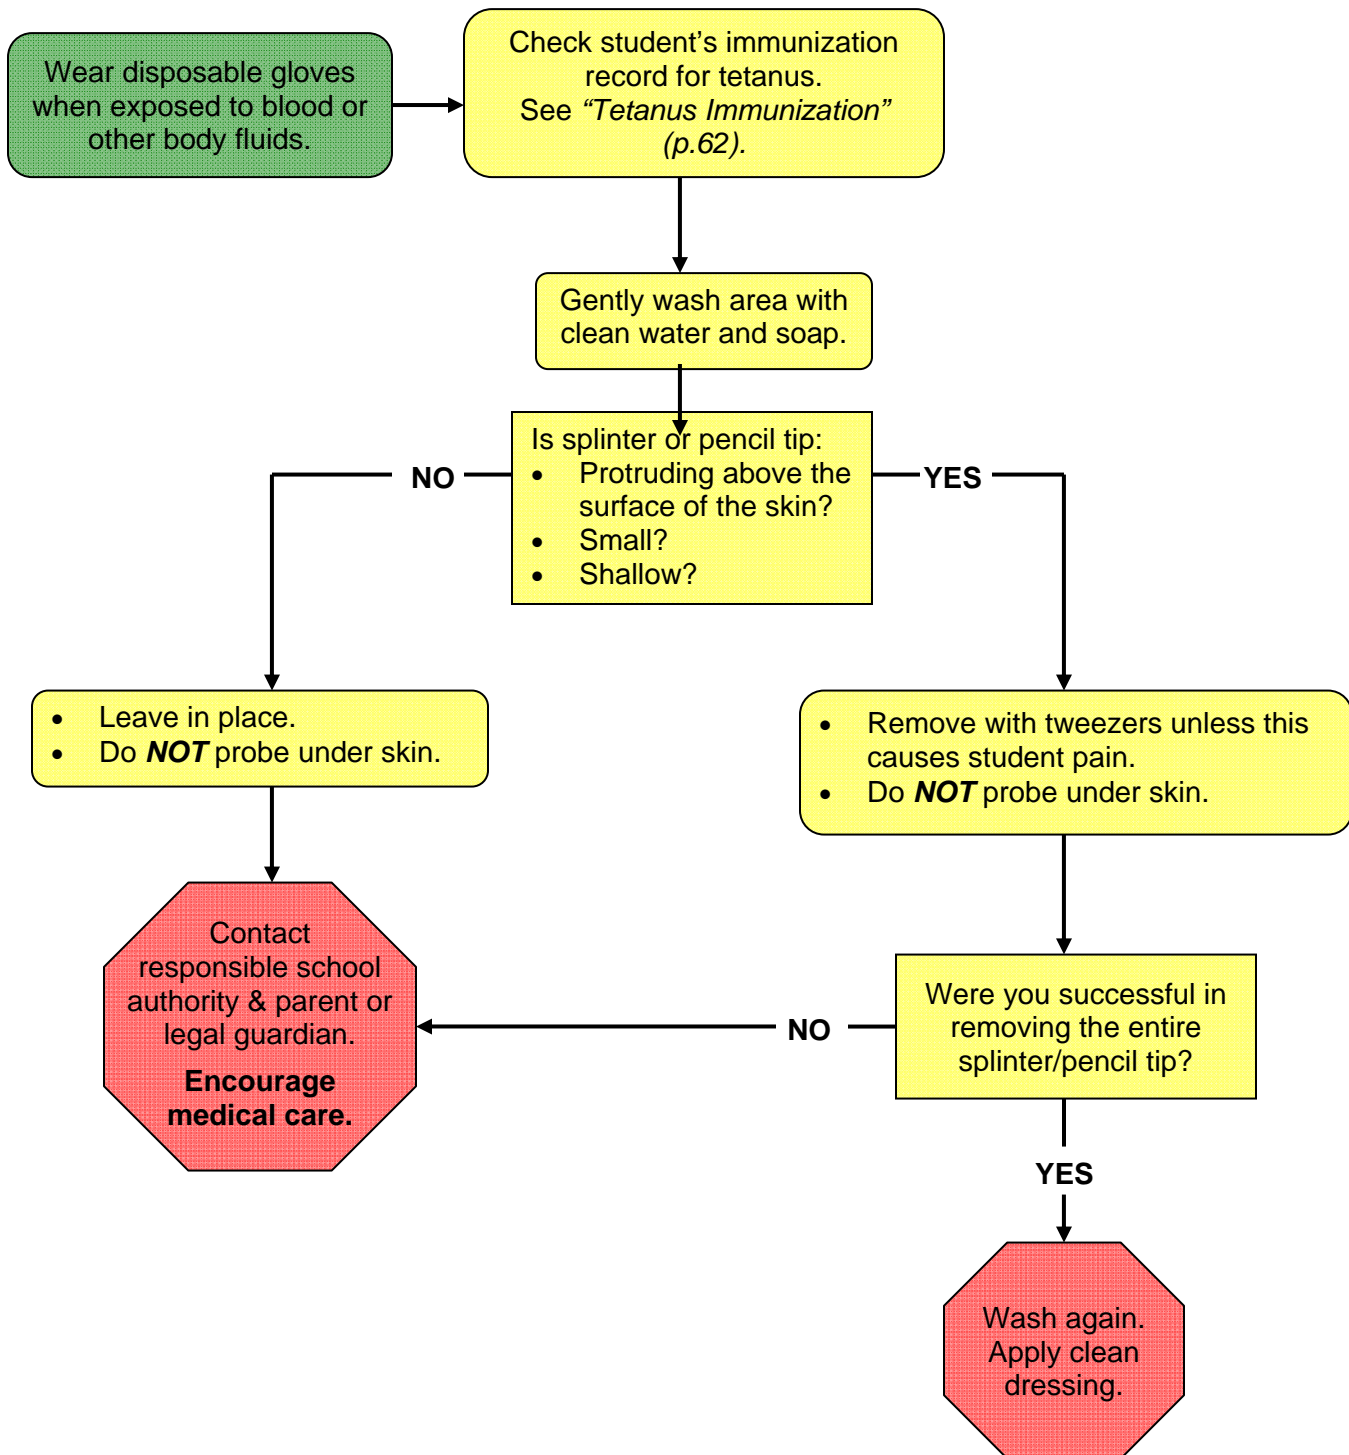 Wear disposable gloves
when exposed to blood or
other body fluids.
Check student’s immunization
record for tetanus.
See “Tetanus Immunization”
(p.62).
Gently wash area with
clean water and soap.
Is splinter or pencil tip:
• Protruding above the
surface of the skin?
• Small?
• Shallow?
NO
YES
• Leave in place.
• Do NOT probe under skin.
• Remove with tweezers unless this
causes student pain.
• Do NOT probe under skin.
Contact
responsible school
authority & parent or
legal guardian.
Encourage
medical care.
Were you successful in
removing the entire
splinter/pencil tip?
NO
YES
Wash again.
Apply clean
dressing.